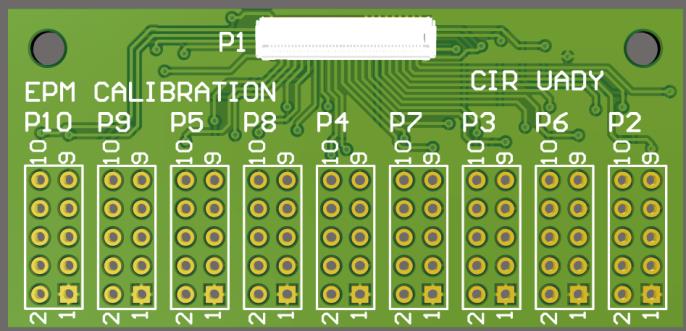 P1
EPM CALIBRATION
CIR UADY
P10 P9 P5 P8 P4 P7 P3 P6 P2
10 9 10 9 10 9 10 9 10 9 10 9 10 9 10 9 10 9
2 1 2 1 2 1 2 1 2 1 2 1 2 1 2 1 2 1